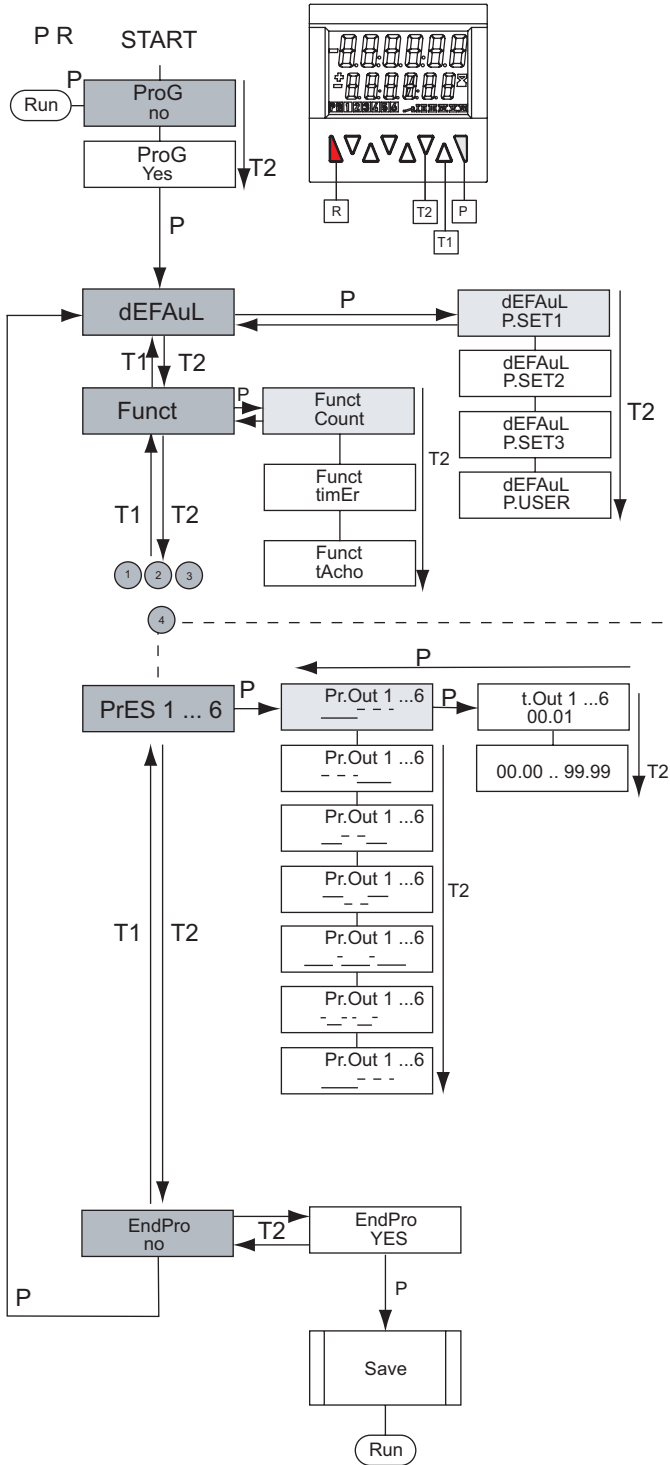 P R START
P
Run
ProG
no
ProG
Yes
T2
P
R
T2
P
T1
dEFAuL
P
dEFAuL
P.SET1
dEFAuL
P.SET2
dEFAuL
P.SET3
dEFAuL
P.USER
T2
T1 T2
Funct
P
Funct
Count
Funct
timEr
Funct
tAcho
T2
T1 T2
1 2 3
4
P
PrES 1 ... 6
P
Pr.Out 1 ...6
P
t.Out 1 ...6
00.01
00.00 .. 99.99
T2
Pr.Out 1 ...6
Pr.Out 1 ...6
Pr.Out 1 ...6
Pr.Out 1 ...6
Pr.Out 1 ...6
Pr.Out 1 ...6
T2
T1 T2
EndPro
no
T2
EndPro
YES
P
P
Save
Run